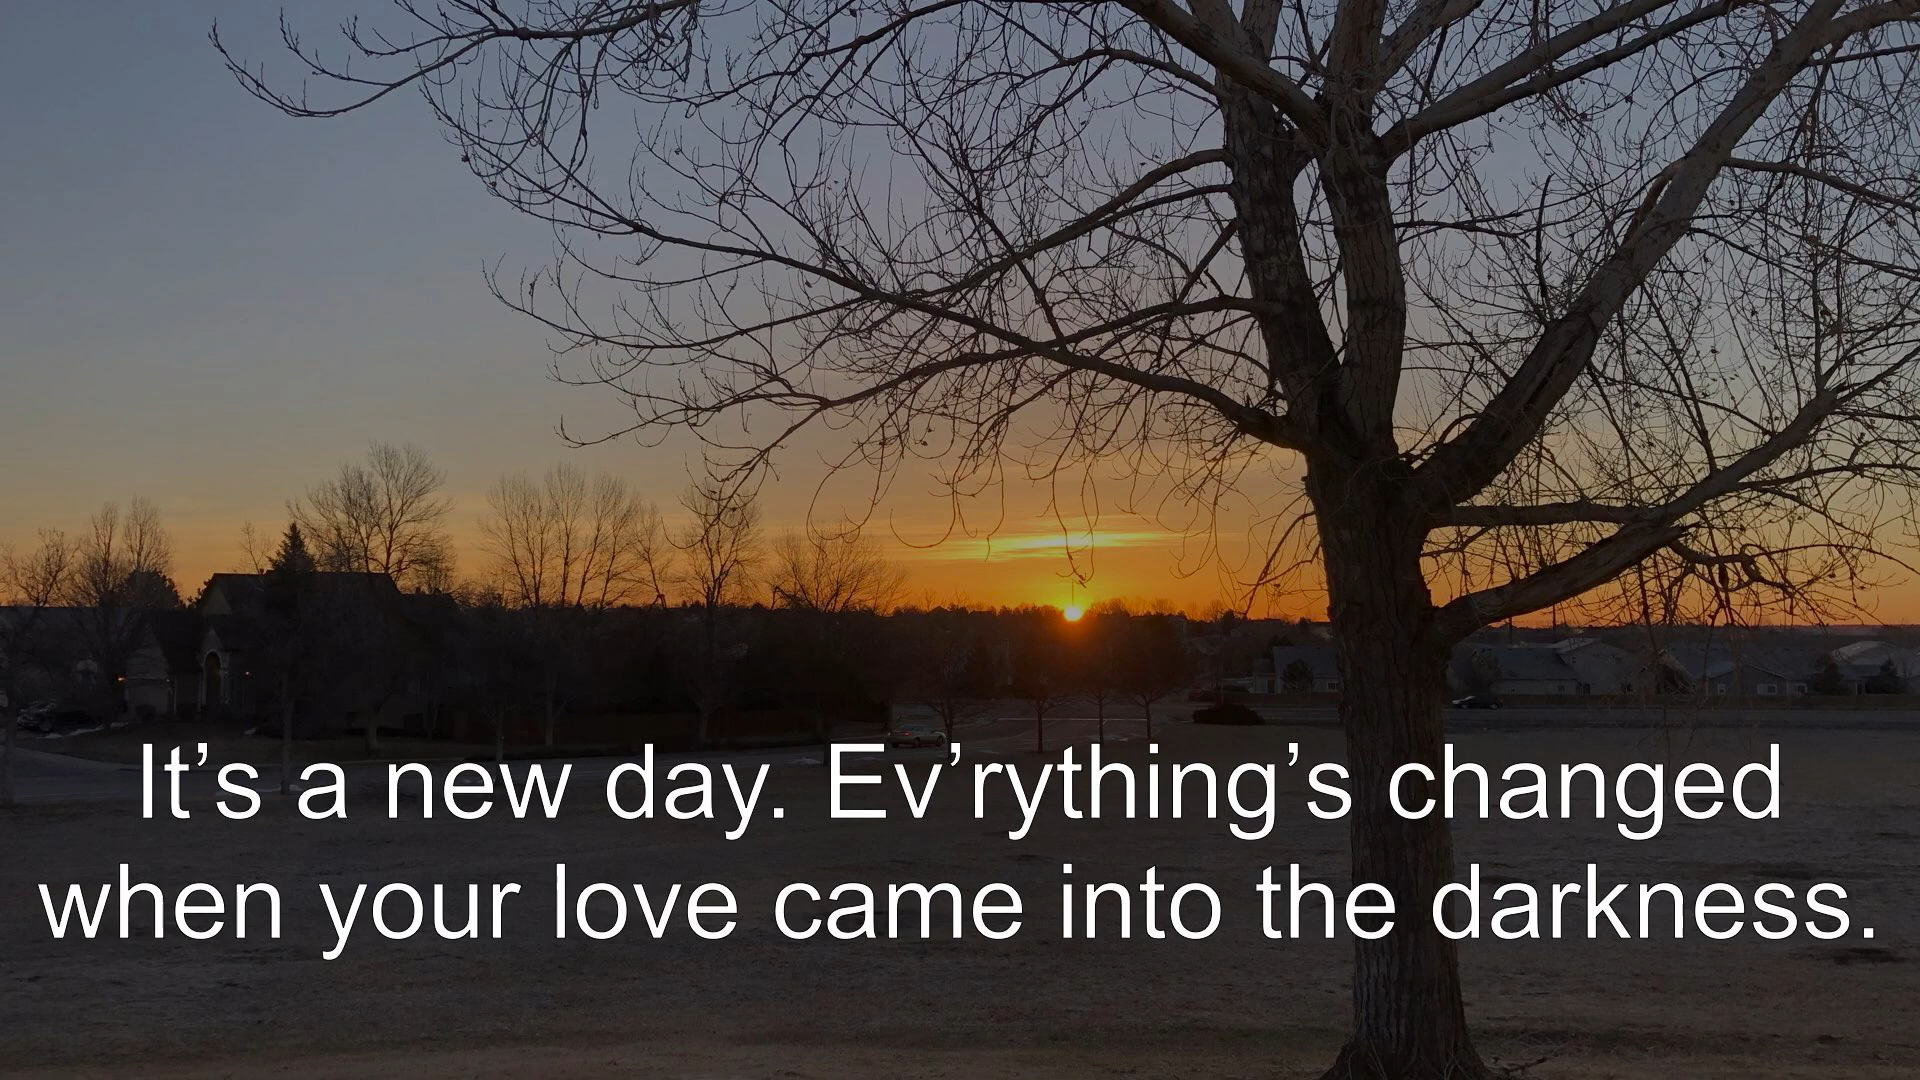 It’s a new day. Ev’rything’s changed
when your love came into the darkness.